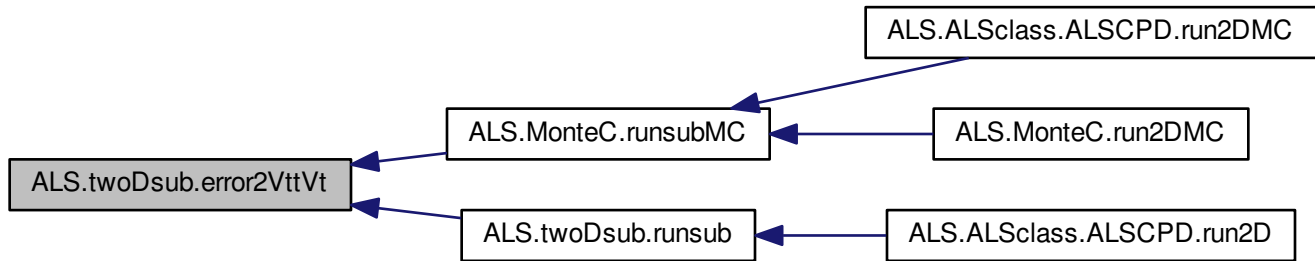 ALS.ALSclass.ALSCPD.run2DMC
ALS.MonteC.runsubMC
ALS.MonteC.run2DMC
ALS.twoDsub.error2VttVt
ALS.twoDsub.runsub
ALS.ALSclass.ALSCPD.run2D